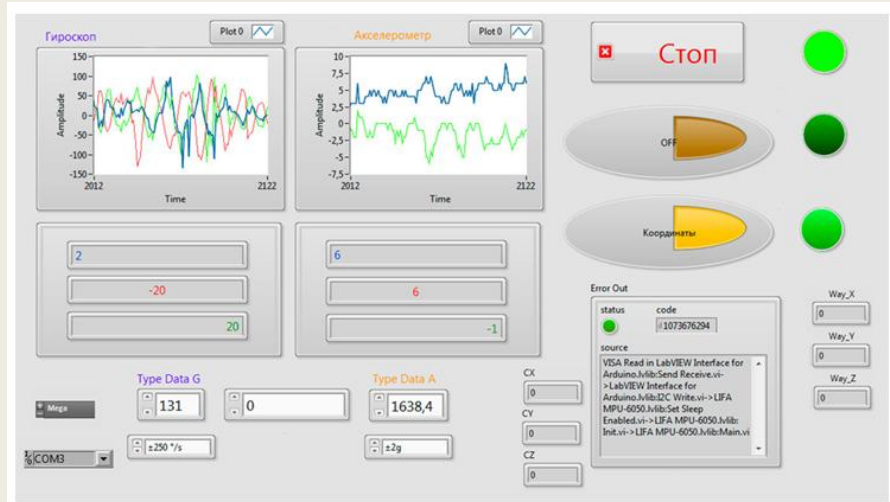 Гироскоп
Plot 0
Amplitude
150
100
50
0
-50
-100
-150
2012
2122
Time
Акселерометр
Plot 0
Amplitude
10
7,5
5
2,5
0
-2,5
-5
-7,5
2012
2122
Time
Стоп
OFF
Координаты
2
-20
20
6
6
-1
Error Out
status
code
d 1073676294
source
VISA Read in LabVIEW Interface for
Arduino.lvlib:Send Receive.vi-
>LabVIEW Interface for
Arduino.lvlib:I2C Write.vi->LIFA
MPU-6050.lvlib:Set Sleep
Enabled.vi->LIFA MPU-6050.lvlib:
Init.vi->LIFA MPU-6050.lvlib:Main.vi
Way_X
0
Way_Y
0
Way_Z
0
Type Data G
131
0
±250 °/s
Type Data A
1638,4
±2g
CX
0
CY
0
CZ
0
Mega
COM3